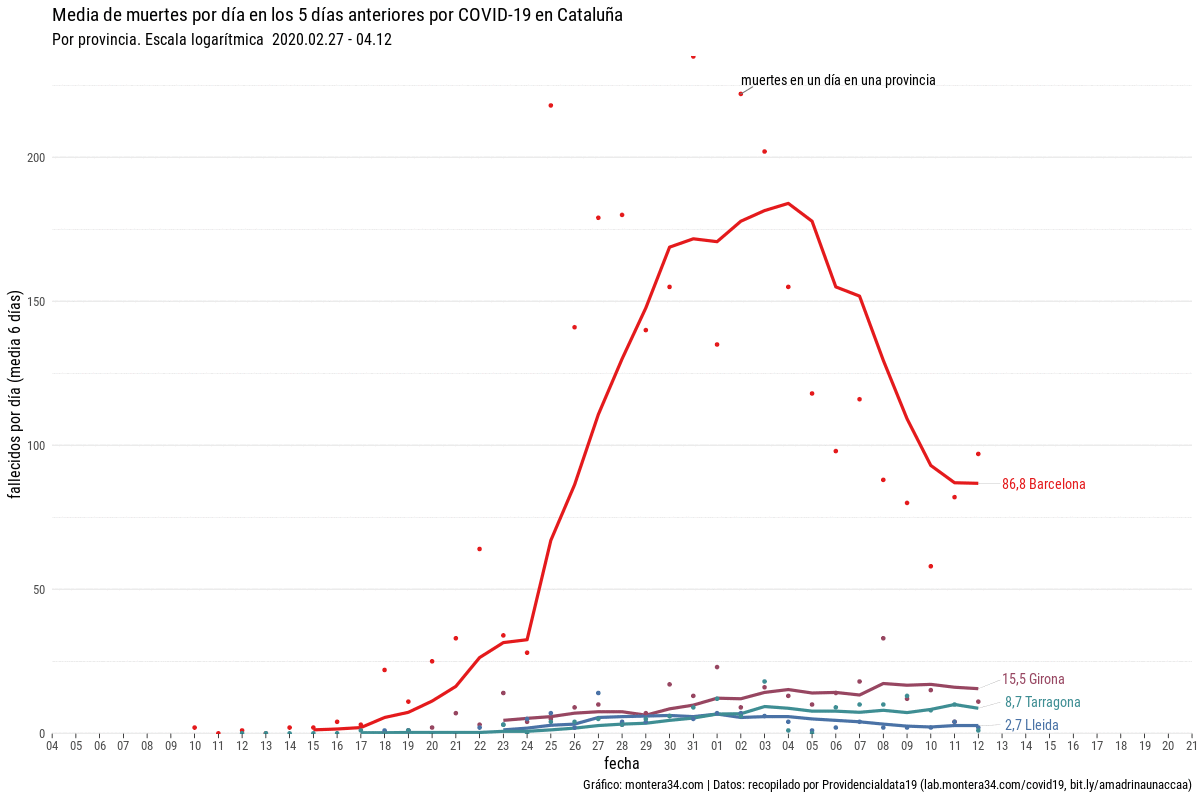 Media de muertes por día en los 5 días anteriores por COVID-19 en Cataluña
Por provincia. Escala logarítmica 2020.02.27 - 04.12
muertes en un día en una provincia
200
150
100
50
0
fallecidos por día (media 6 días)
86,8 Barcelona
15,5 Girona
8,7 Tarragona
2,7 Lleida
04 05 06 07 08 09 10 11 12 13 14 15 16 17 18 19 20 21 22 23 24 25 26 27 28 29 30 31 01 02 03 04 05 06 07 08 09 10 11 12 13 14 15 16 17 18 19 20 21
fecha
Gráfico: montera34.com | Datos: recopilado por Providencialdata19 (lab.montera34.com/covid19, bit.ly/amadrinaunaccaa)